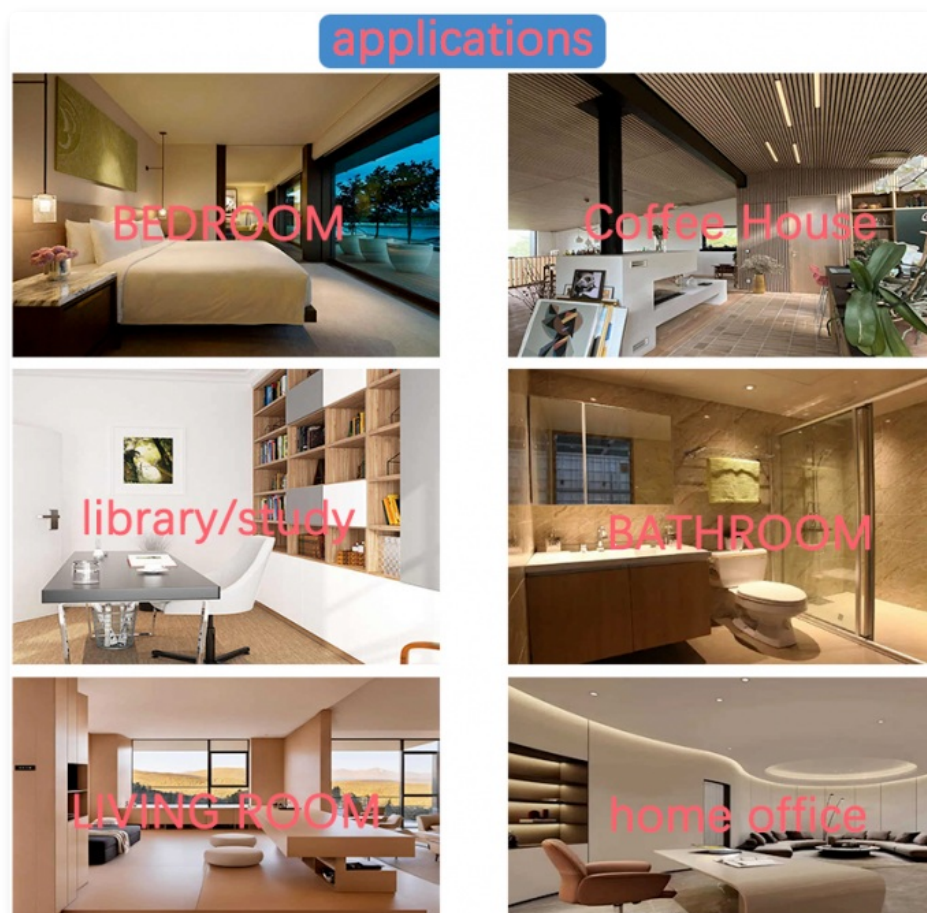 applications
BEDROOM
Coffee House
library/study
BATHROOM
LIVING ROOM
home office